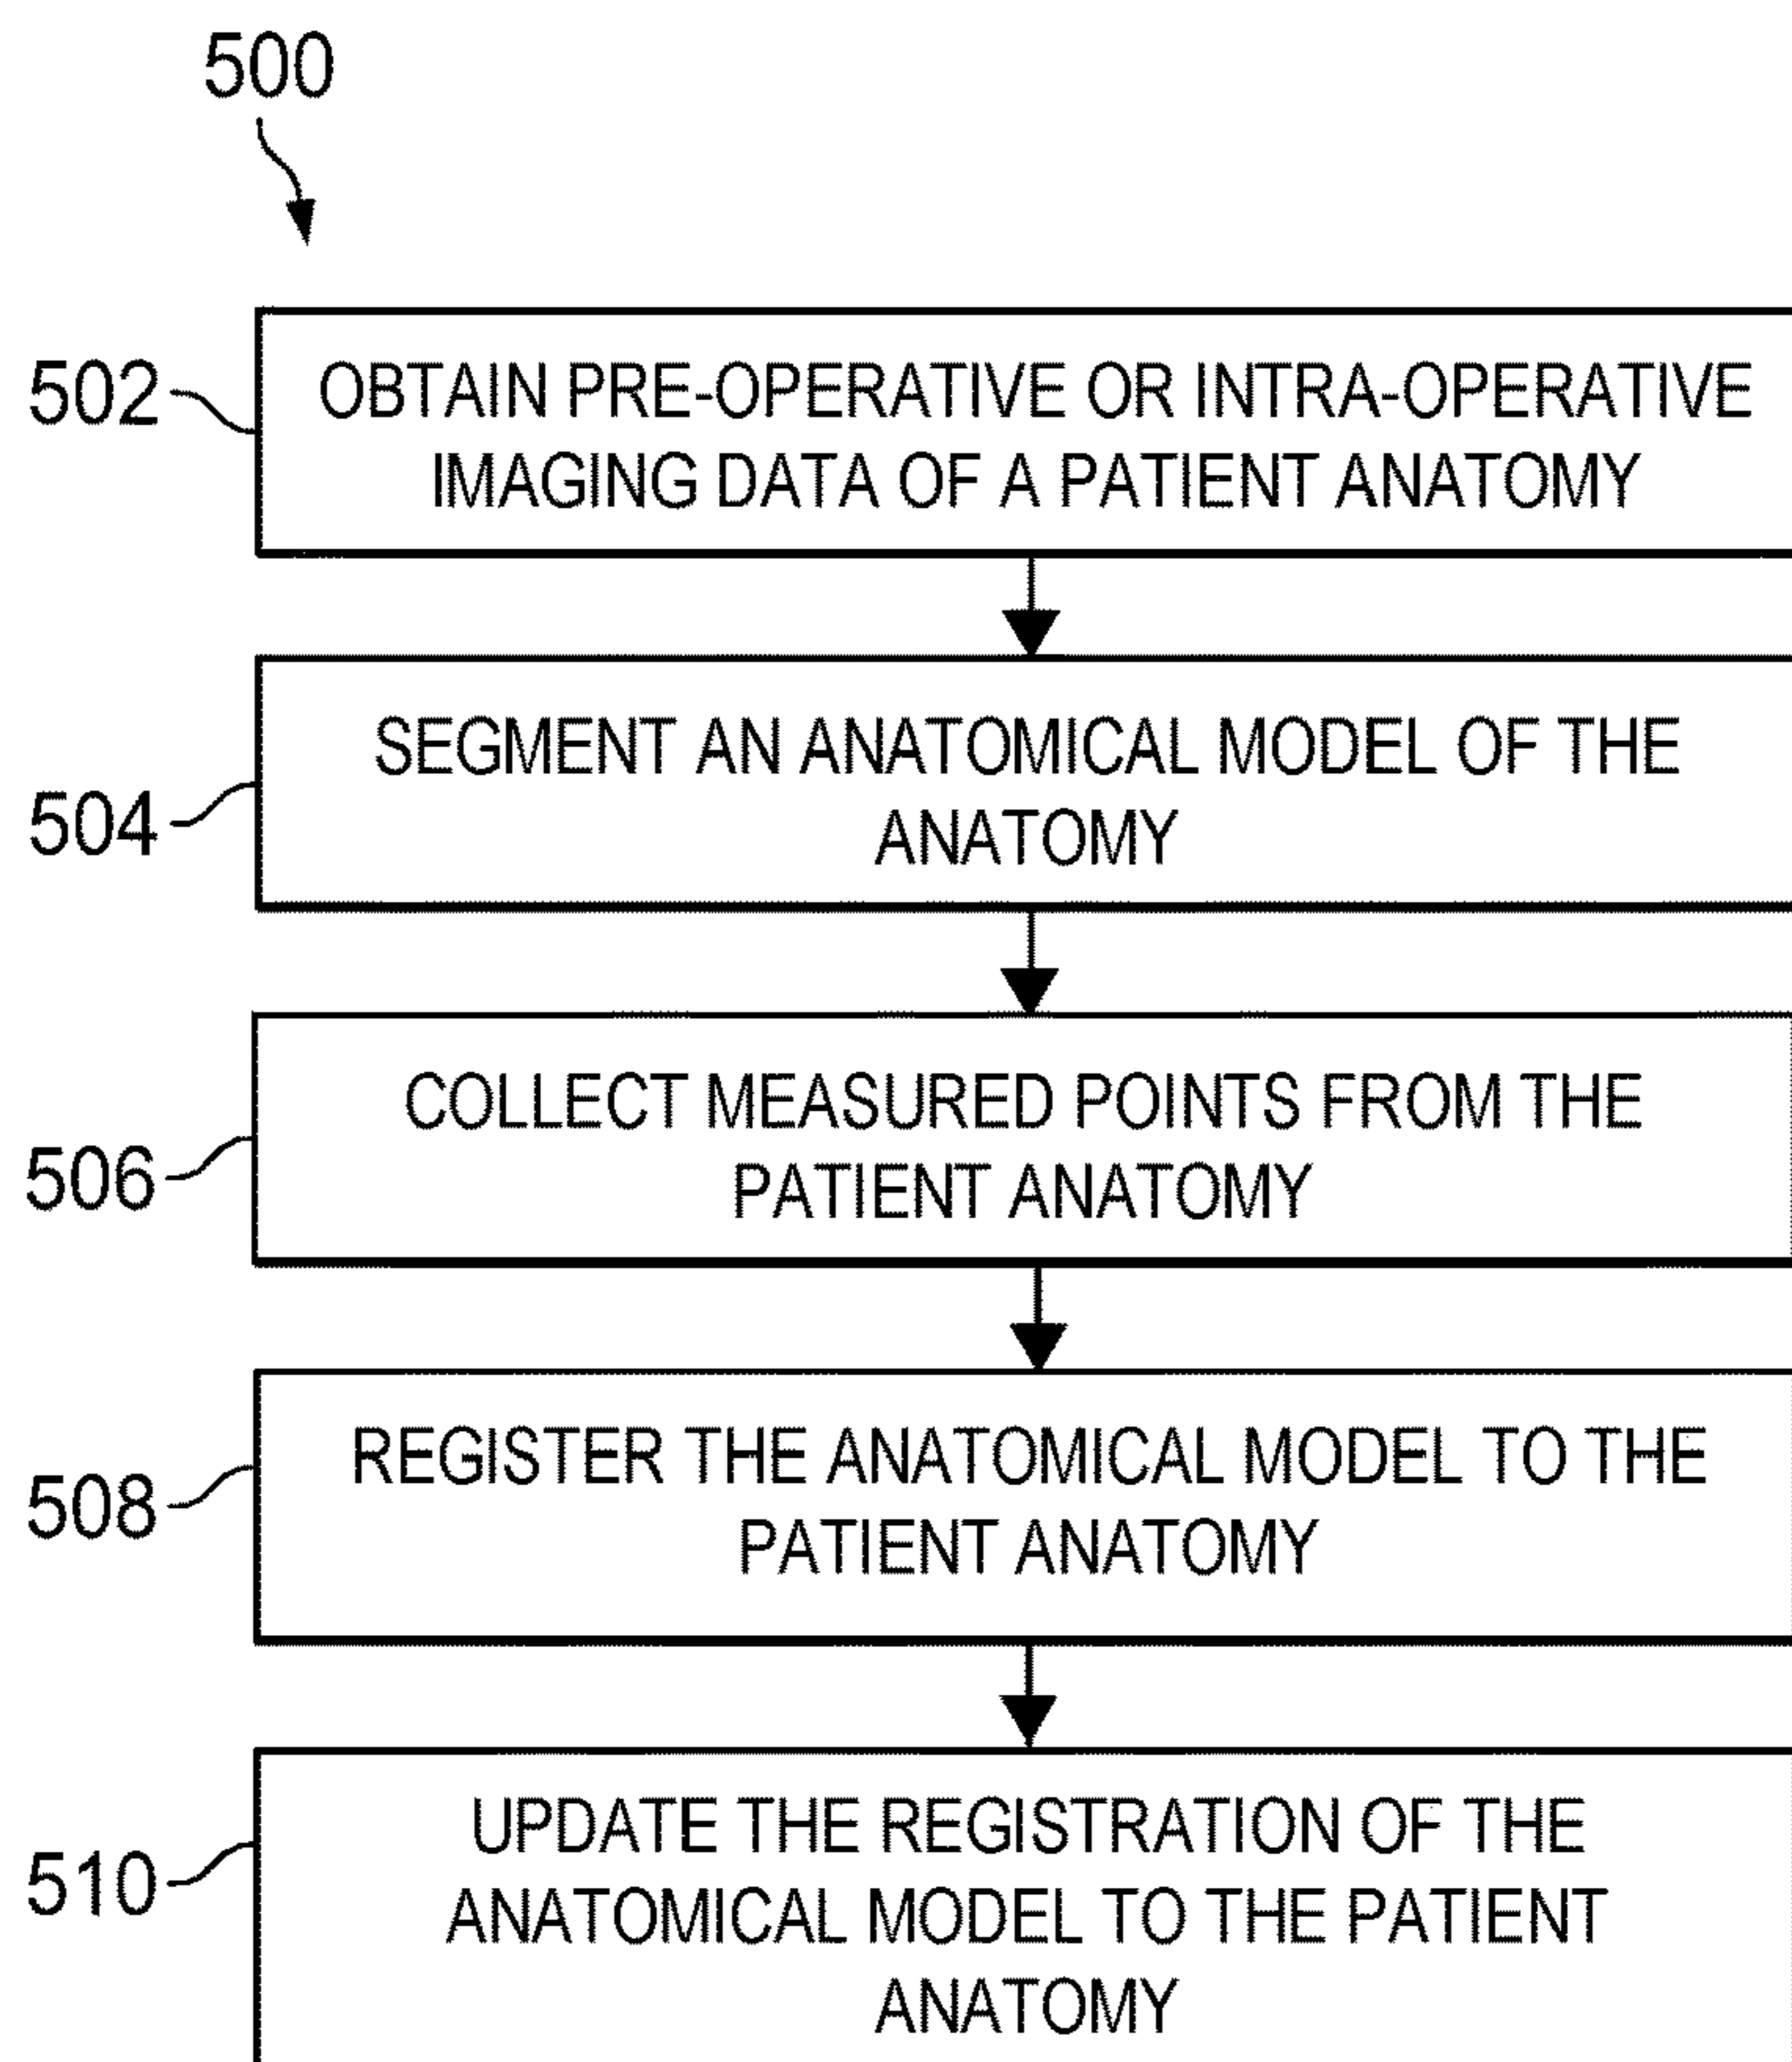 500
502
OBTAIN PRE-OPERATIVE OR INTRA-OPERATIVE
IMAGING DATA OF A PATIENT ANATOMY
504
SEGMENT AN ANATOMICAL MODEL OF THE
ANATOMY
506
COLLECT MEASURED POINTS FROM THE
PATIENT ANATOMY
508
REGISTER THE ANATOMICAL MODEL TO THE
PATIENT ANATOMY
510
UPDATE THE REGISTRATION OF THE
ANATOMICAL MODEL TO THE PATIENT
ANATOMY